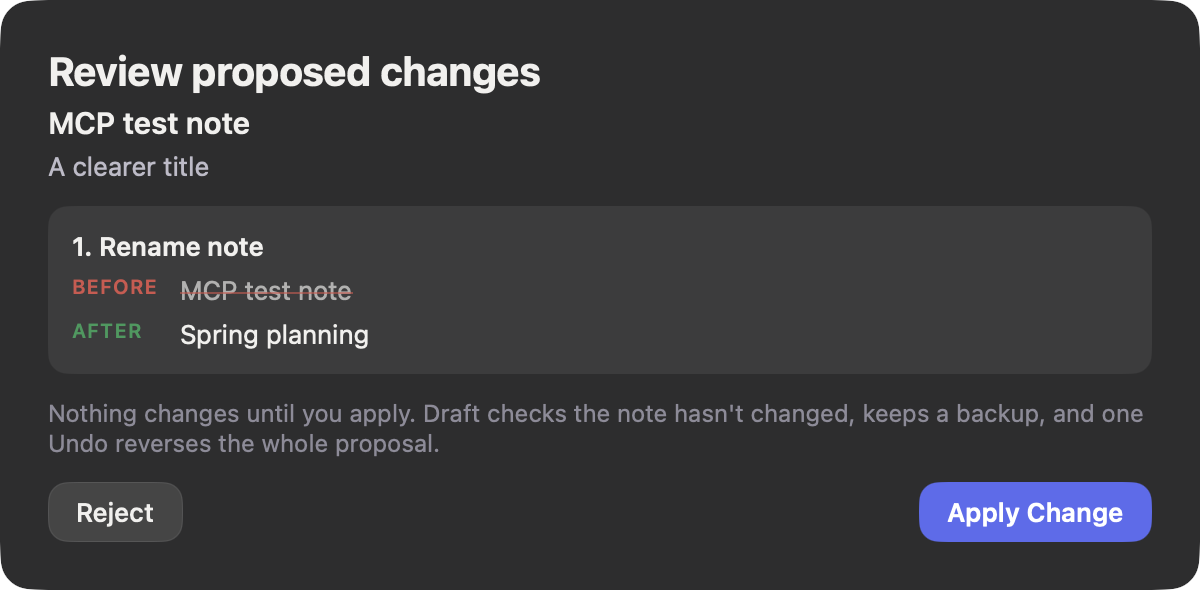 Review proposed changes
MCP test note
A clearer title
1. Rename note
BEFORE MCP test note
AFTER Spring planning
Nothing changes until you apply. Draft checks the note hasn't changed, keeps a backup, and one
Undo reverses the whole proposal.
Reject Apply Change